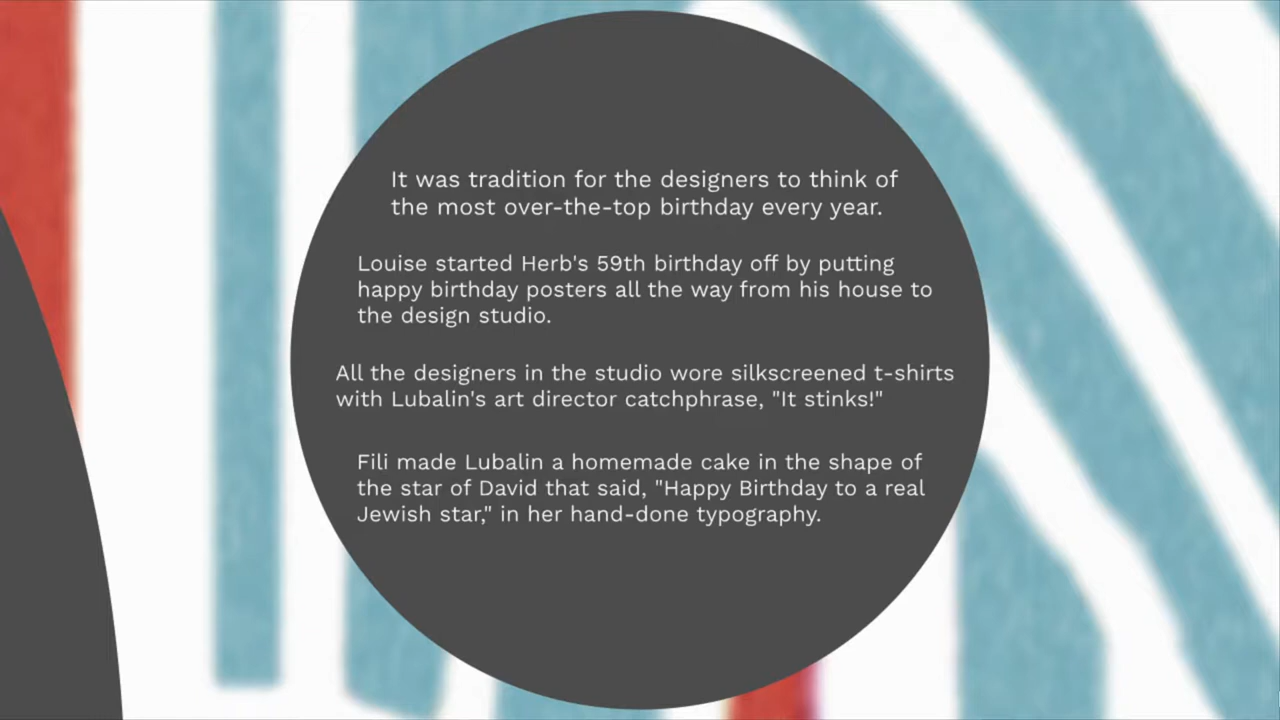 It was tradition for the designers to think of
the most over-the-top birthday every year.
Louise started Herb's 59th birthday off by putting
happy birthday posters all the way from his house to
the design studio.
All the designers in the studio wore silkscreened t-shirts
with Lubalin's art director catchphrase, "It stinks!"
Fili made Lubalin a homemade cake in the shape of
the star of David that said, "Happy Birthday to a real
Jewish star," in her hand-done typography.